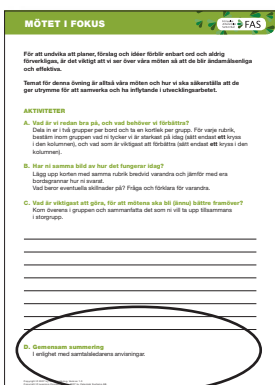 MÖTET I FOKUS
FAS
För att undvika att planer, förslag och idéer förblir enbart ord och aldrig
förverkligas, är det viktigt att vi ser över våra möten så att de blir ändamålsenliga
och effektiva.
Temat för denna övning är alltså våra möten och hur vi ska säkerställa att de
ger utrymme för att samverka och ha inflytande i utvecklingsarbetet.
AKTIVITETER
A. Vad är vi redan bra på, och vad behöver vi förbättra?
Dala in er i två grupper per bord och ta en kortlek per grupp. För varje rubrik,
bestäm inom gruppen vad ni tycker vi är starkast på idag (sätt endast ett kryss i
den kolumnen), och vad som är viktigast att förbättra (sätt endast ett kryss i den
kolumnen).
B. Har ni samma bild av hur det fungerar idag?
Lägg upp korten med samma rubrik bredvid varandra och jämför med era
bordsgrannar hur ni svarat.
Vad beror eventuella skillnader på? Fråga och förklara för varandra.
C. Vad är viktigast att göra, för att mötena ska bli (ännu) bättre framöver?
Kom överens i gruppen och sammanfatta det som ni vill ta upp tillsammans
i storgrupp.
D. Gemensam summering
I enlighet med samtalsledarens anvisningar.